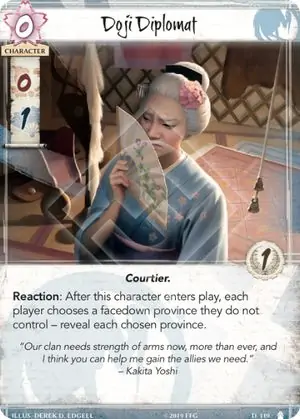 0
Doji Diplomat
CHARACTER
0
1
1
Courtier.
Reaction: After this character enters play, each
player chooses a facedown province they do not
control – reveal each chosen province.
"Our clan needs strength of arms now, more than ever, and
I think you can help me gain the allies we need."
– Kakita Yoshi
ILLUS: DEREK D. EDGELL
©2019 FFG